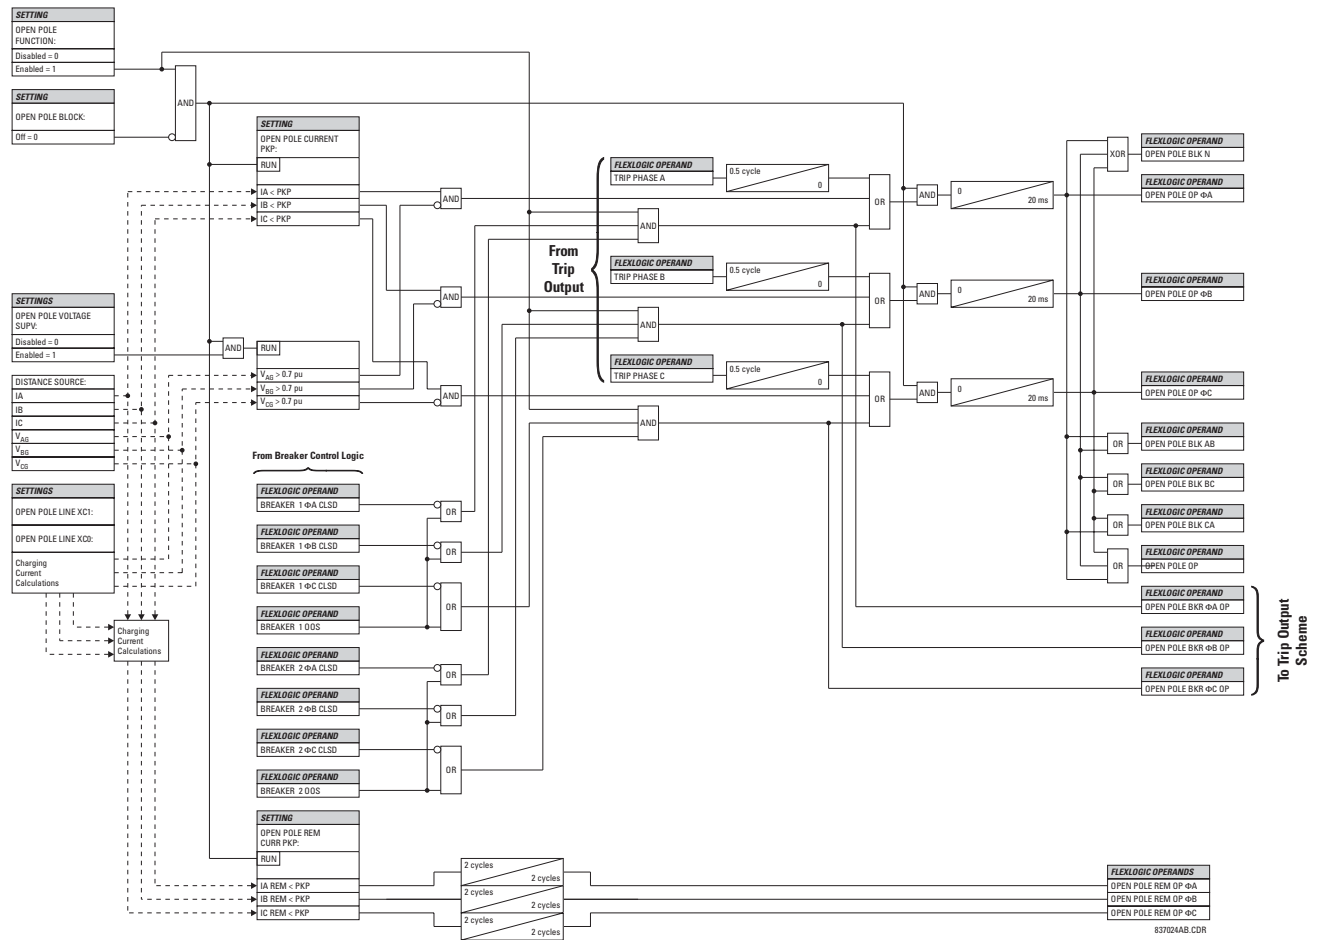 SETTING
OPEN POLE
FUNCTION:
Disabled = 0
Enabled = 1
SETTING
OPEN POLE BLOCK:
Off = 0
AND
SETTING
OPEN POLE CURRENT
PKP:
RUN
IA < PKP
IB < PKP
IC < PKP
AND
AND
AND
SETTINGS
OPEN POLE VOLTAGE
SUPV:
Disabled = 0
Enabled = 1
AND
RUN
VAG > 0.7 pu
VBG > 0.7 pu
VCG > 0.7 pu
DISTANCE SOURCE:
IA
IB
IC
VAG
VBG
VCG
SETTINGS
OPEN POLE LINE XC1:
OPEN POLE LINE XC0:
Charging
Current
Calculations
Charging
Current
Calculations
From
Trip
Output
FLEXLOGIC OPERAND
TRIP PHASE A
0.5 cycle
0
AND
OR
AND
0
20 ms
FLEXLOGIC OPERAND
TRIP PHASE B
0.5 cycle
0
AND
OR
AND
0
20 ms
FLEXLOGIC OPERAND
TRIP PHASE C
0.5 cycle
0
AND
OR
AND
0
20 ms
From Breaker Control Logic
FLEXLOGIC OPERAND
BREAKER 1 ΦA CLSD
OR
FLEXLOGIC OPERAND
BREAKER 1 ΦB CLSD
OR
FLEXLOGIC OPERAND
BREAKER 1 ΦC CLSD
OR
FLEXLOGIC OPERAND
BREAKER 1 OOS
FLEXLOGIC OPERAND
BREAKER 2 ΦA CLSD
OR
FLEXLOGIC OPERAND
BREAKER 2 ΦB CLSD
OR
FLEXLOGIC OPERAND
BREAKER 2 ΦC CLSD
OR
FLEXLOGIC OPERAND
BREAKER 2 OOS
SETTING
OPEN POLE REM
CURR PKP:
RUN
IA REM < PKP
IB REM < PKP
IC REM < PKP
2 cycles
2 cycles
2 cycles
2 cycles
2 cycles
2 cycles
XOR
FLEXLOGIC OPERAND
OPEN POLE BLK N
FLEXLOGIC OPERAND
OPEN POLE OP ΦA
FLEXLOGIC OPERAND
OPEN POLE OP ΦB
FLEXLOGIC OPERAND
OPEN POLE OP ΦC
OR
FLEXLOGIC OPERAND
OPEN POLE BLK AB
OR
FLEXLOGIC OPERAND
OPEN POLE BLK BC
OR
FLEXLOGIC OPERAND
OPEN POLE BLK CA
OR
FLEXLOGIC OPERAND
OPEN POLE OP
FLEXLOGIC OPERAND
OPEN POLE BKR ΦA OP
FLEXLOGIC OPERAND
OPEN POLE BKR ΦB OP
FLEXLOGIC OPERAND
OPEN POLE BKR ΦC OP
To Trip Output
Scheme
FLEXLOGIC OPERANDS
OPEN POLE REM OP ΦA
OPEN POLE REM OP ΦB
OPEN POLE REM OP ΦC
837024AB.CDR